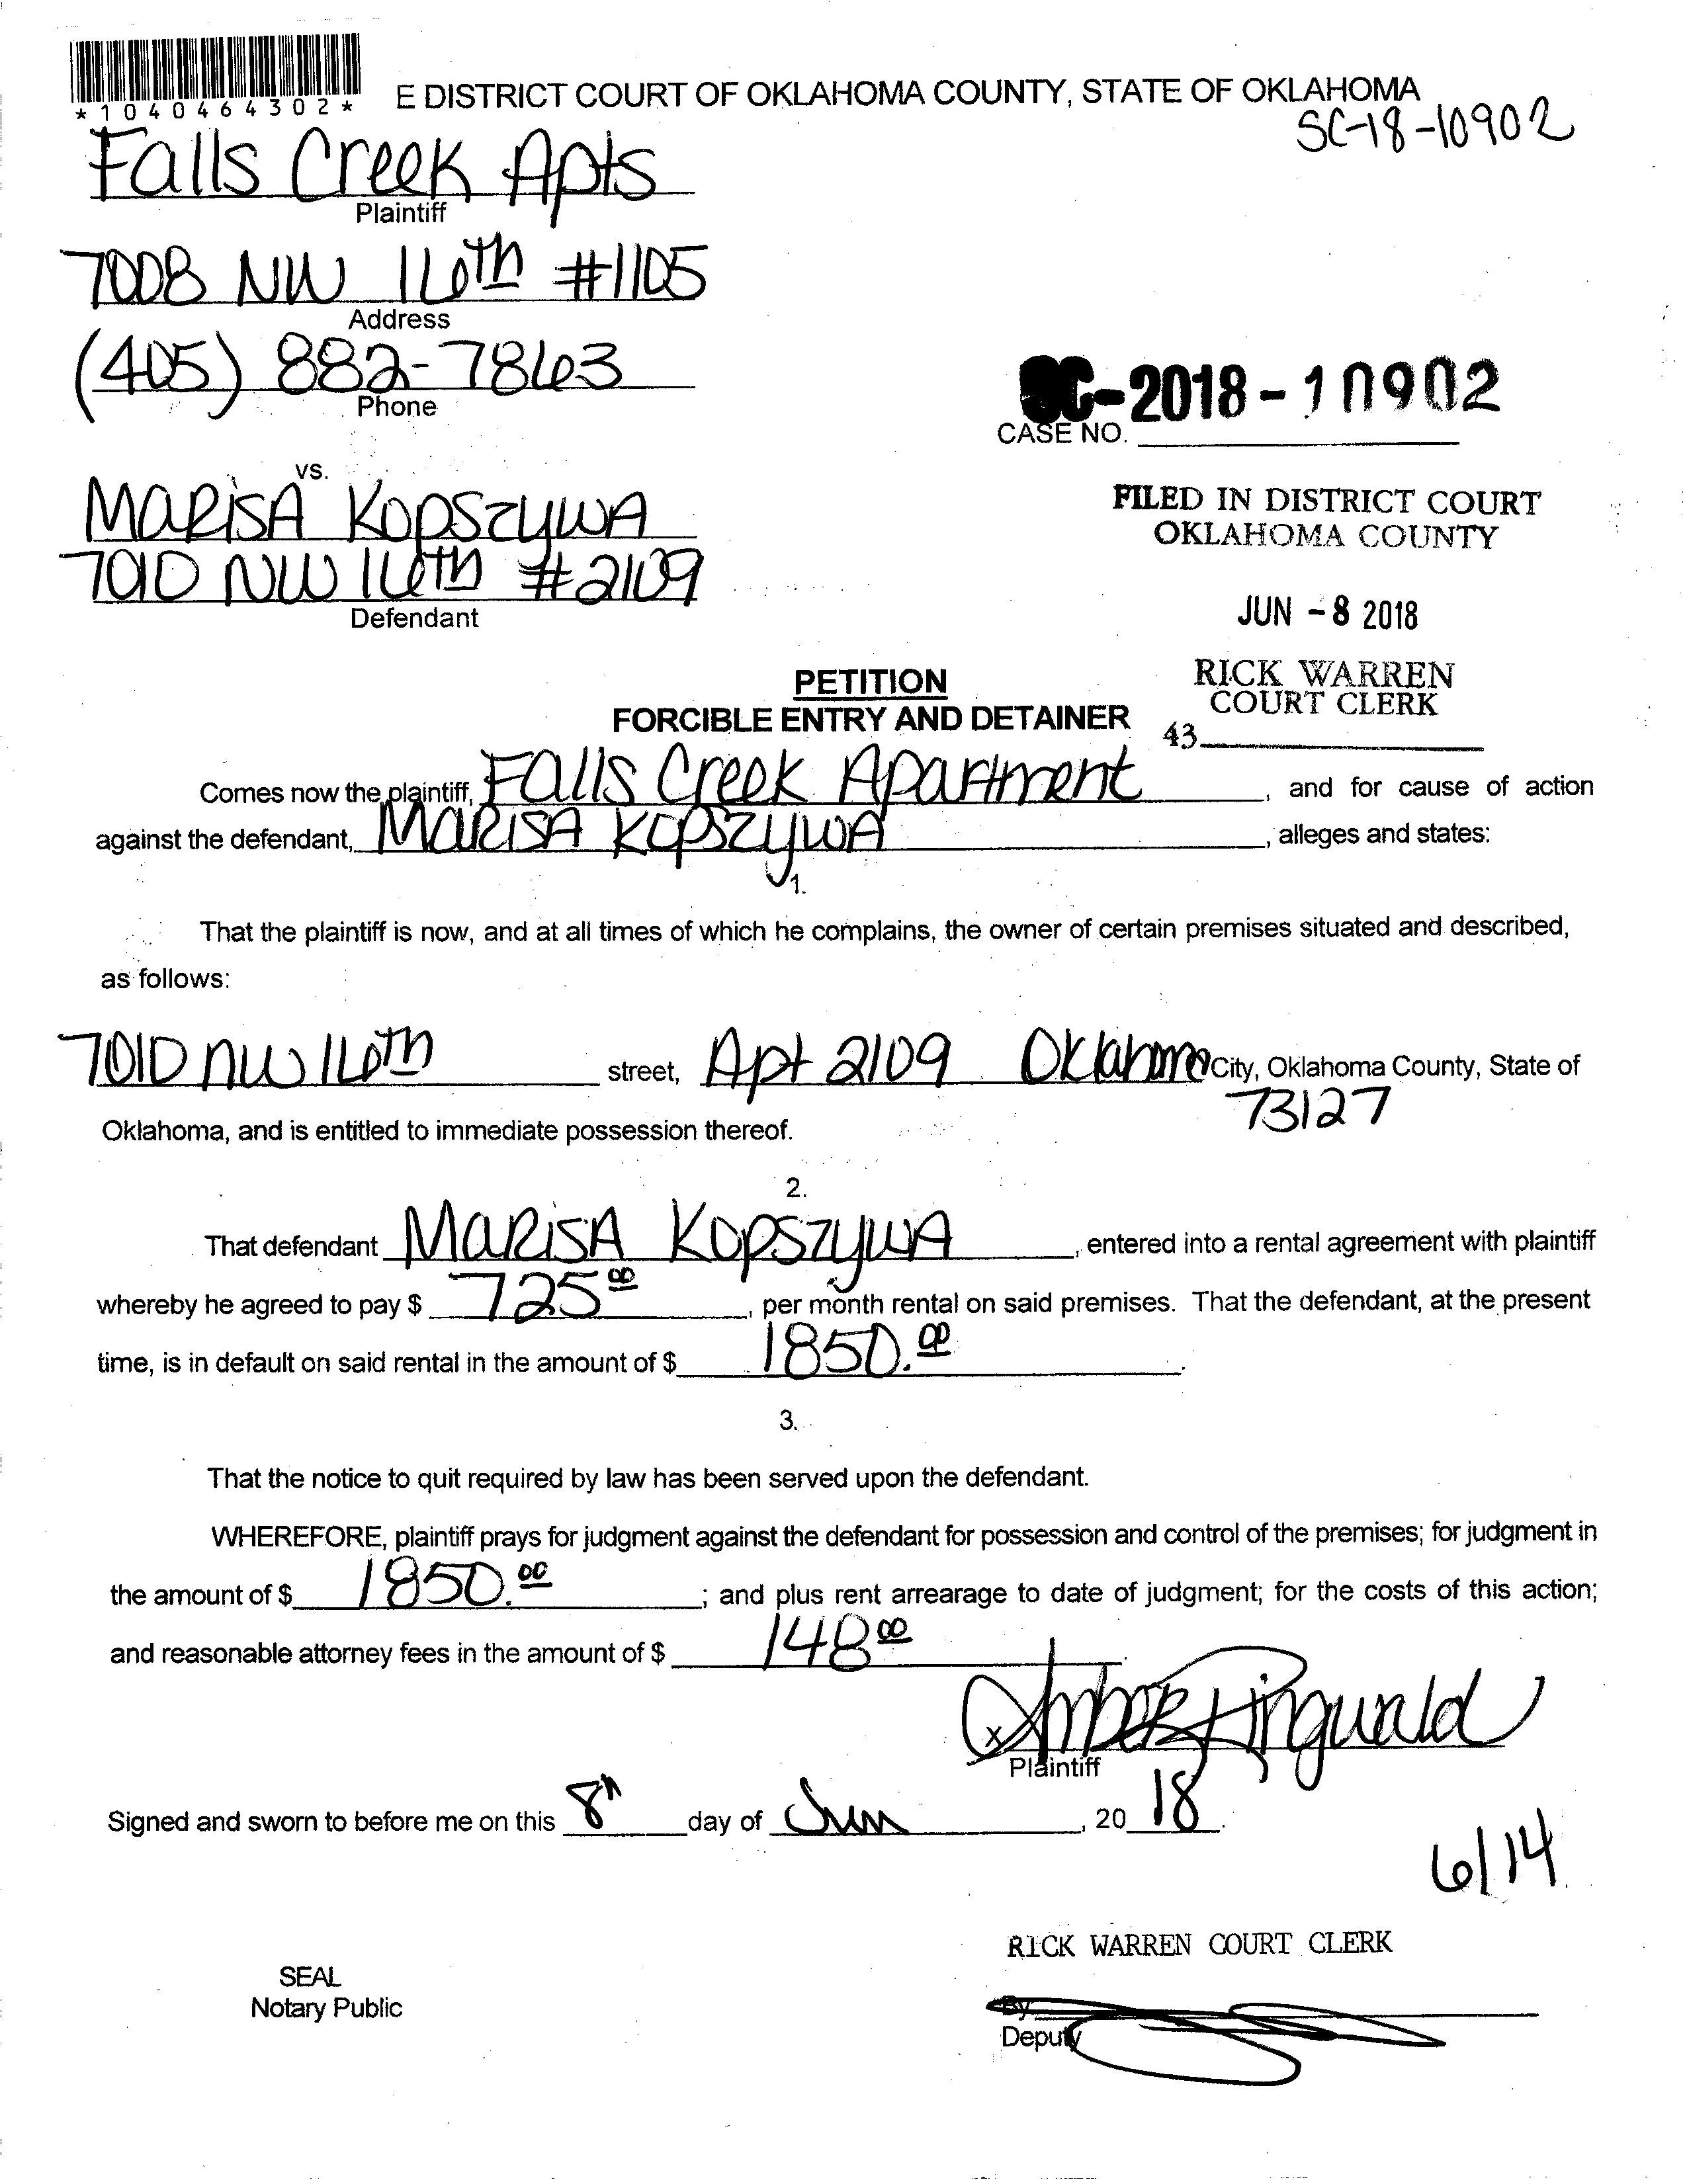 *1040464302*
E DISTRICT COURT OF OKLAHOMA COUNTY, STATE OF OKLAHOMA
SC-18-10902
Falls Creek Apts
Plaintiff
7008 NW 16th #1105
Address
(405) 882-7863
Phone
SC-2018-10902
CASE NO.
vs.
MARISA KOPSZYWA
7010 NW 16th #2109
Defendant
FILED IN DISTRICT COURT
OKLAHOMA COUNTY
JUN -8 2018
RICK WARREN
COURT CLERK
43
PETITION
FORCIBLE ENTRY AND DETAINER
Comes now the plaintiff, Falls Creek Apartment, and for cause of action
against the defendant, MARISA KOPSZYWA, alleges and states:
1.
That the plaintiff is now, and at all times of which he complains, the owner of certain premises situated and described,
as follows:
7010 NW 16th street, Apt 2109 Oklahoma City, Oklahoma County, State of
73127
Oklahoma, and is entitled to immediate possession thereof.
2.
That defendant MARISA KOPSZYWA, entered into a rental agreement with plaintiff
whereby he agreed to pay $ 725 00, per month rental on said premises. That the defendant, at the present
time, is in default on said rental in the amount of $ 1850.00.
3.
That the notice to quit required by law has been served upon the defendant.
WHEREFORE, plaintiff prays for judgment against the defendant for possession and control of the premises; for judgment in
the amount of $ 1850.00; and plus rent arrearage to date of judgment; for the costs of this action;
and reasonable attorney fees in the amount of $ 148 00.
x Amber Ringwald
Plaintiff
Signed and sworn to before me on this 8th day of Jun, 20 18.
6/14
RICK WARREN COURT CLERK
SEAL
Notary Public
By
Deputy